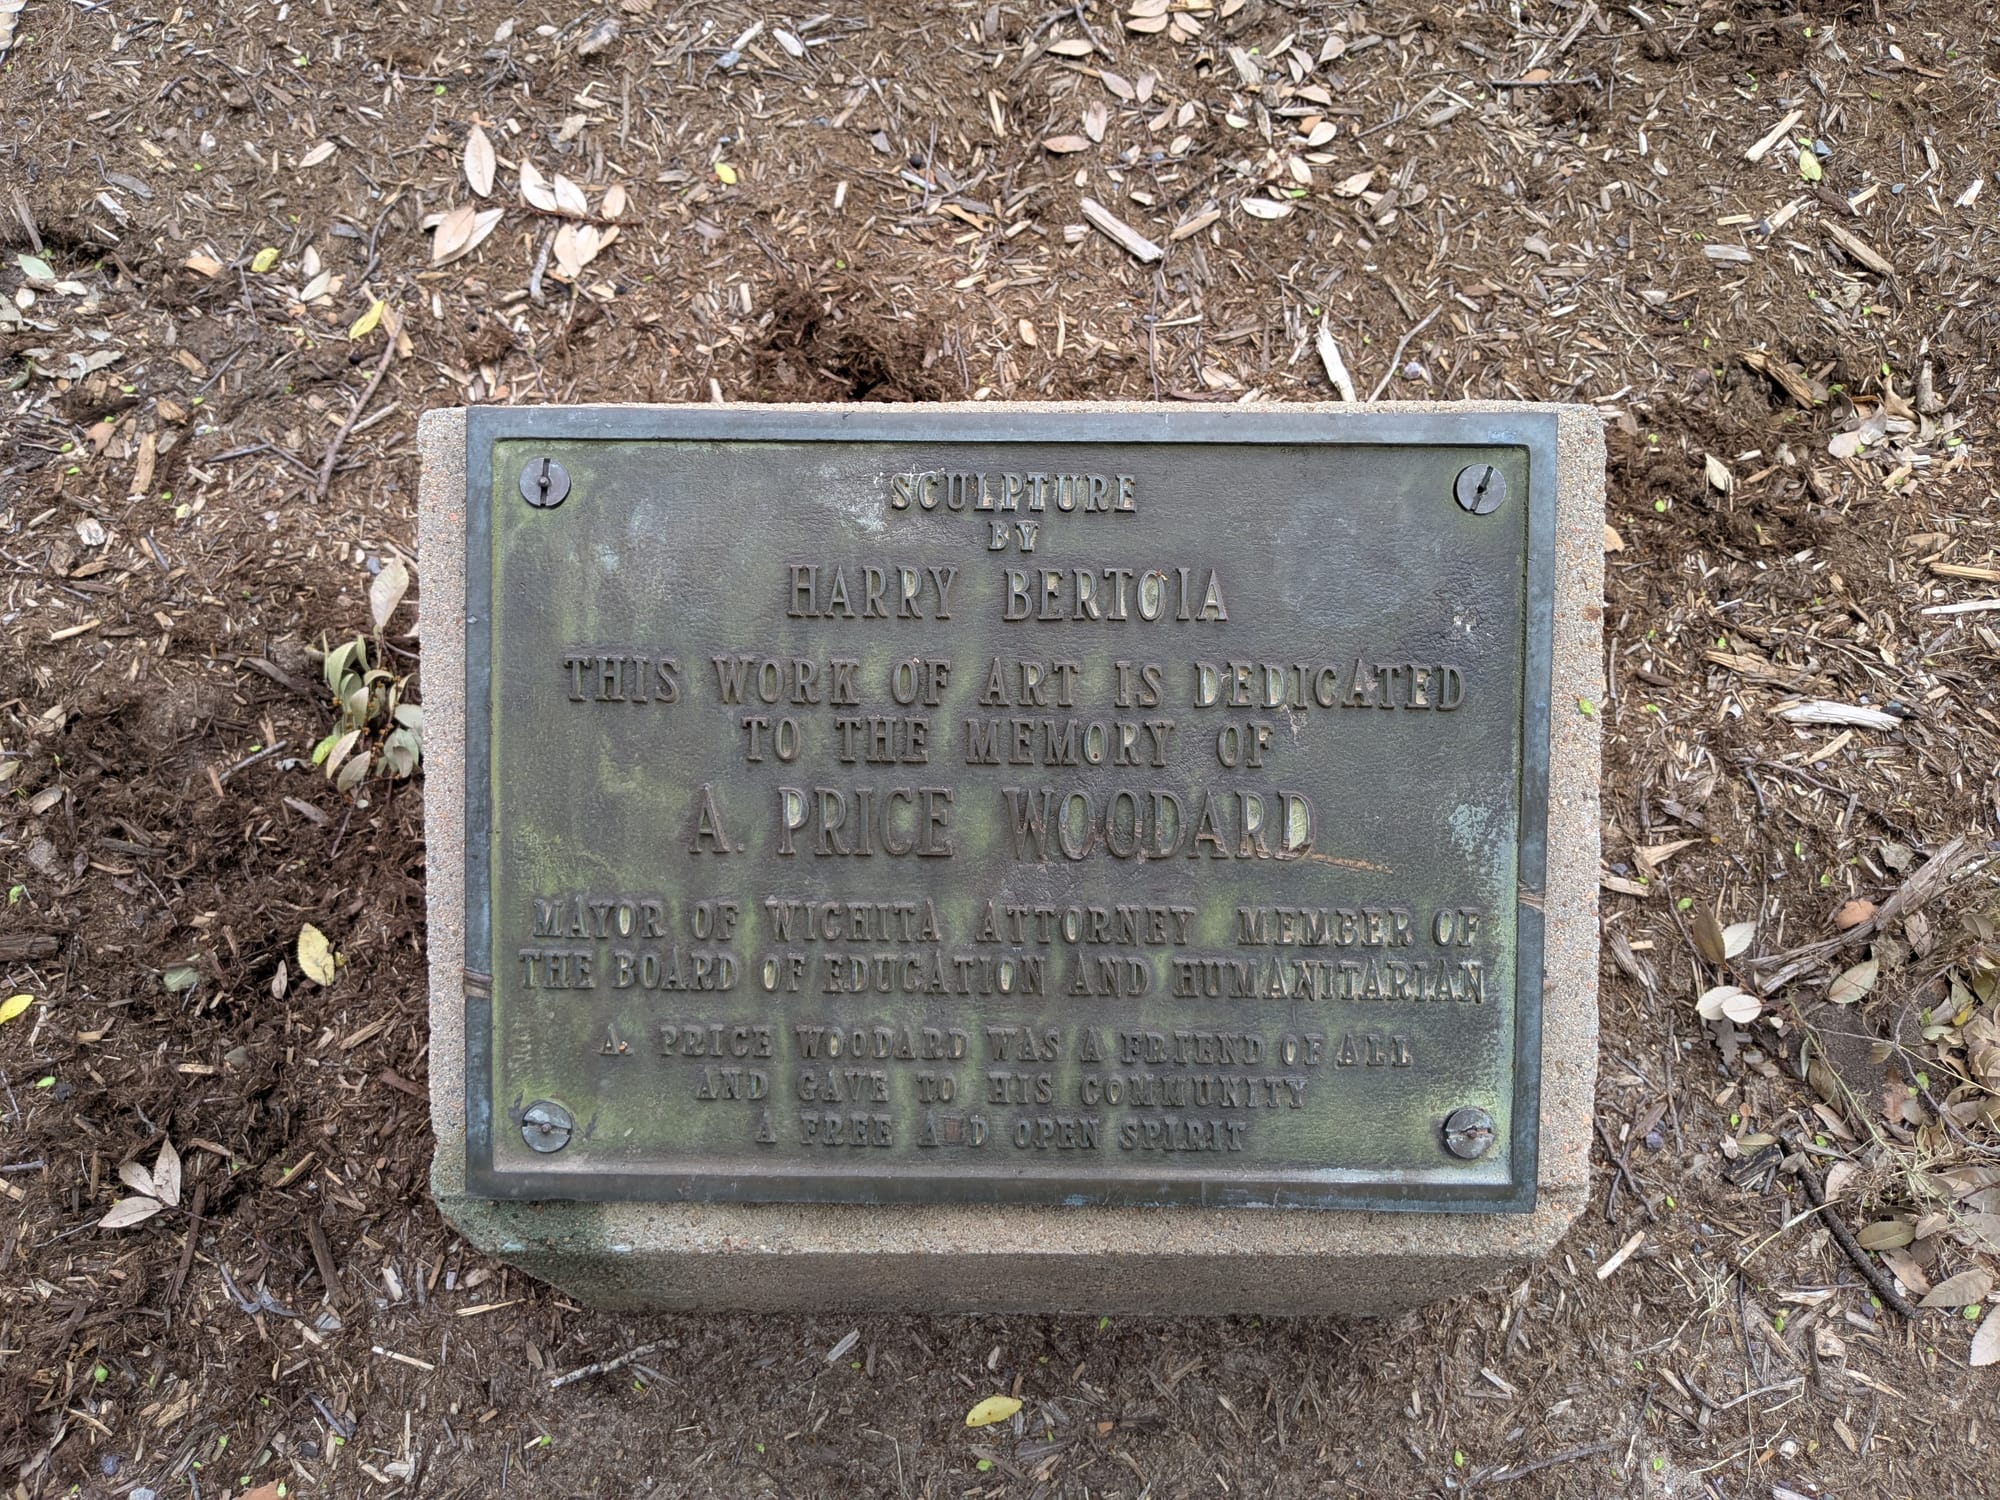 SCULPTURE
BY
HARRY BERTOIA
THIS WORK OF ART IS DEDICATED
TO THE MEMORY OF
A. PRICE WOODARD
MAYOR OF WICHITA ATTORNEY MEMBER OF
THE BOARD OF EDUCATION AND HUMANITARIAN
A. PRICE WOODARD WAS A FRIEND OF ALL
AND GAVE TO HIS COMMUNITY
A FREE AND OPEN SPIRIT